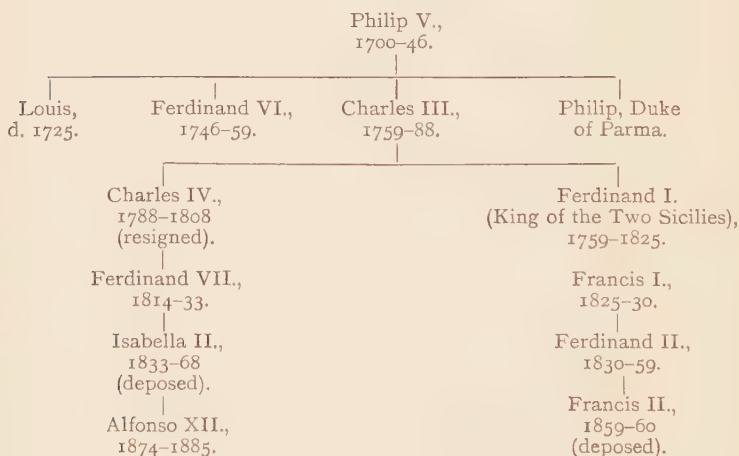 Philip V.,
1700–46.
Louis,
d. 1725.
Ferdinand VI.,
1746–59.
Charles III.,
1759–88.
Philip, Duke
of Parma.
Charles IV.,
1788–1808
(resigned).
Ferdinand VII.,
1814–33.
Isabella II.,
1833–68
(deposed).
Alfonso XII.,
1874–1885.
Ferdinand I.
(King of the Two Sicilies),
1759–1825.
Francis I.,
1825–30.
Ferdinand II.,
1830–59.
Francis II.,
1859–60
(deposed).